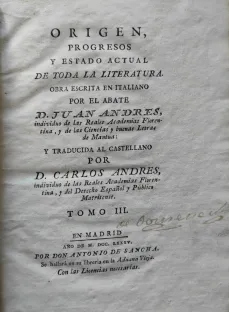 ORIGEN,
PROGRESOS
Y ESTADO ACTUAL
DE TODA LA LITERATURA.
OBRA ESCRITA EN ITALIANO
POR EL ABATE
D. JUAN ANDRES,
individuo de las Reales Academias Floren-
tina, y de las Ciencias y buenas Letras
de Mantua:
Y TRADUCIDA AL CASTELLANO
POR
D. CARLOS ANDRES,
individuo de las Reales Academias Floren-
tina, y del Derecho Español y Público
Matritense.
TOMO III.
EN MADRID
AÑO DE M. DCC. LXXXV.
POR DON ANTONIO DE SANCHA.
Se hallará en su Librería en la Aduana Vieja.
Con las Licencias necesarias.